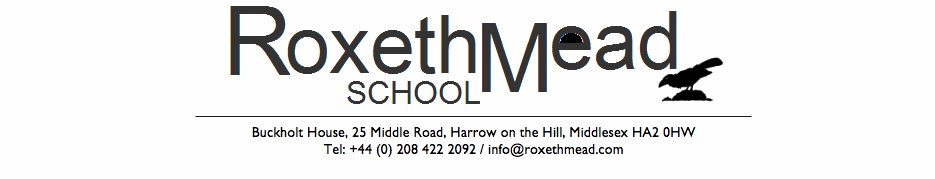 RoxethMead
SCHOOL
Buckholt House, 25 Middle Road, Harrow on the Hill, Middlesex HA2 0HW
Tel: +44 (0) 208 422 2092 / info@roxethmead.com